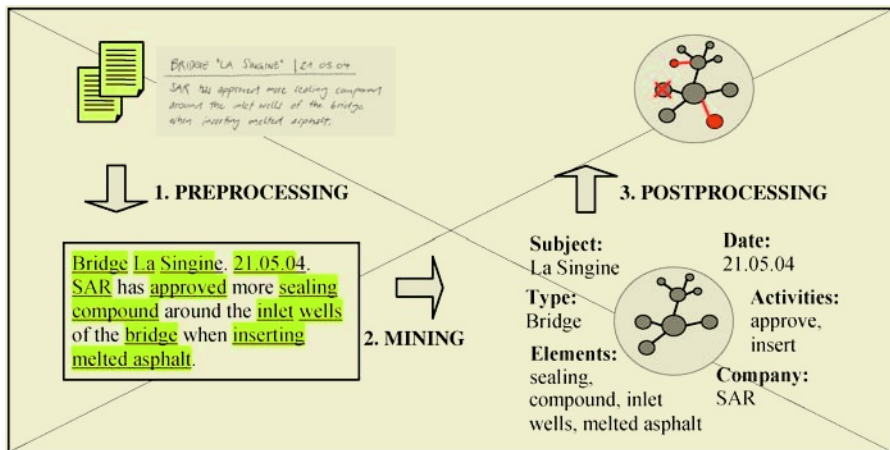 BRIDGE "LA SINGINE" | 21.05.04
SAR has approved more sealing compound
around the inlet wells of the bridge
when inserting melted asphalt.
1. PREPROCESSING
Bridge La Singine. 21.05.04.
SAR has approved more sealing
compound around the inlet wells
of the bridge when inserting
melted asphalt.
2. MINING
3. POSTPROCESSING
Subject:
La Singine
Date:
21.05.04
Type:
Bridge
Activities:
approve,
insert
Elements:
sealing,
compound, inlet
wells, melted asphalt
Company:
SAR